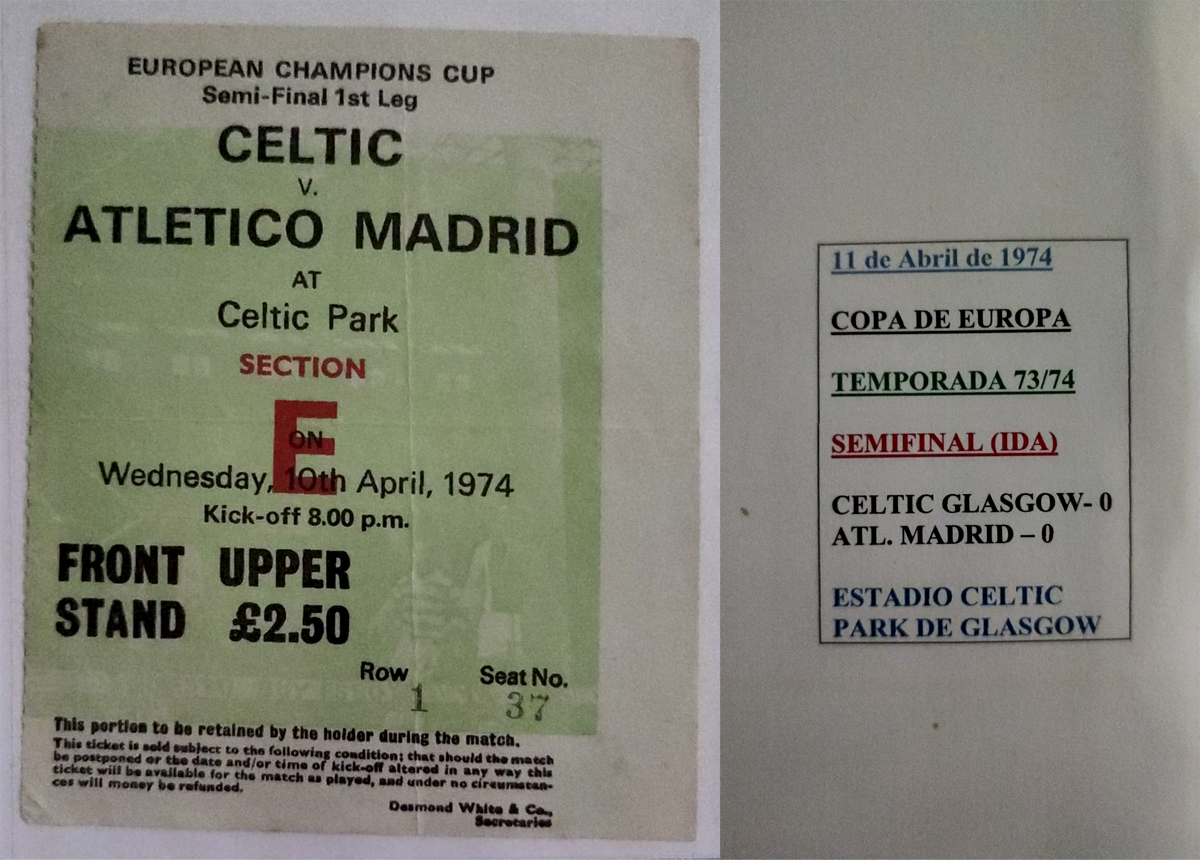 EUROPEAN CHAMPIONS CUP
Semi-Final 1st Leg
CELTIC
V.
ATLETICO MADRID
AT
Celtic Park
SECTION
E
ON
Wednesday, 10th April, 1974
Kick-off 8.00 p.m.
FRONT UPPER
STAND £2.50
Row Seat No.
1 37
This portion to be retained by the holder during the match.
This ticket is sold subject to the following condition; that should the match
be postponed or the date and/or time of kick-off altered in any way this
ticket will be available for the match as played, and under no circumstan-
ces will money be refunded.
Desmond White & Co.,
Secretaries
11 de Abril de 1974
COPA DE EUROPA
TEMPORADA 73/74
SEMIFINAL (IDA)
CELTIC GLASGOW- 0
ATL. MADRID – 0
ESTADIO CELTIC
PARK DE GLASGOW